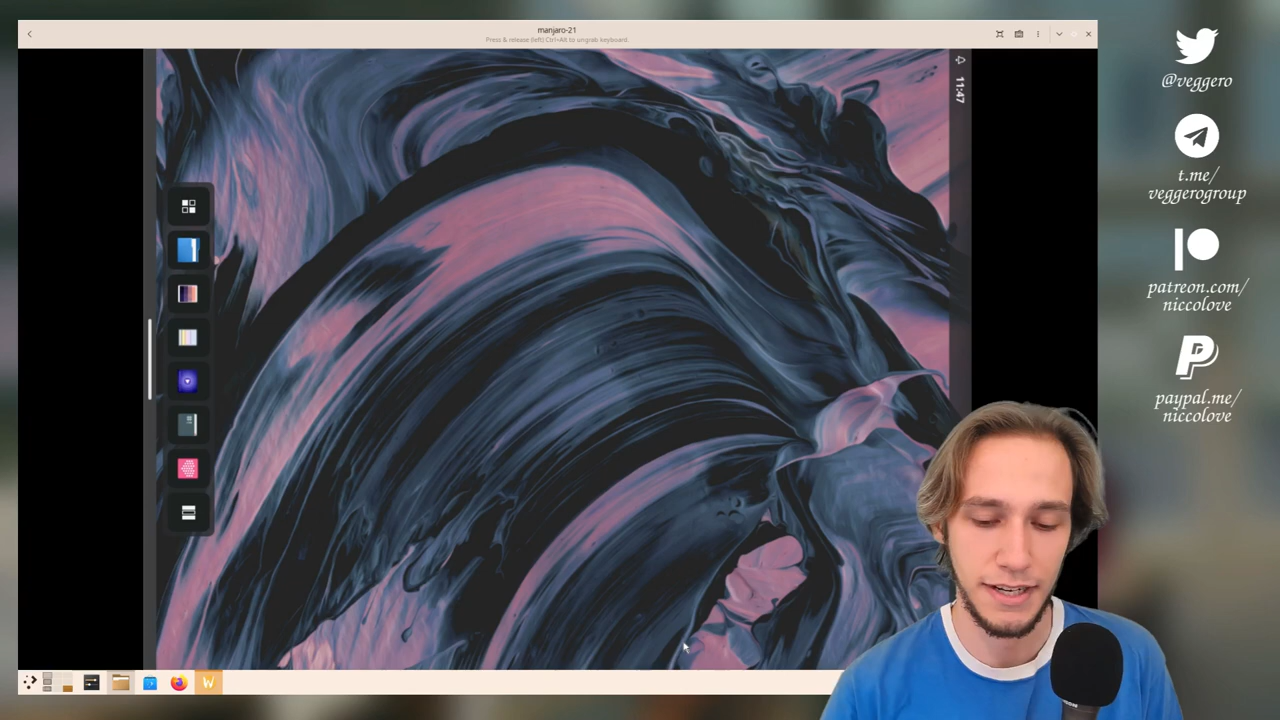 manjaro-21
Press & release (left) Ctrl+Alt to ungrab keyboard.
11:47
@veggero
t.me/
veggerogroup
patreon.com/
niccolove
paypal.me/
niccolove
W